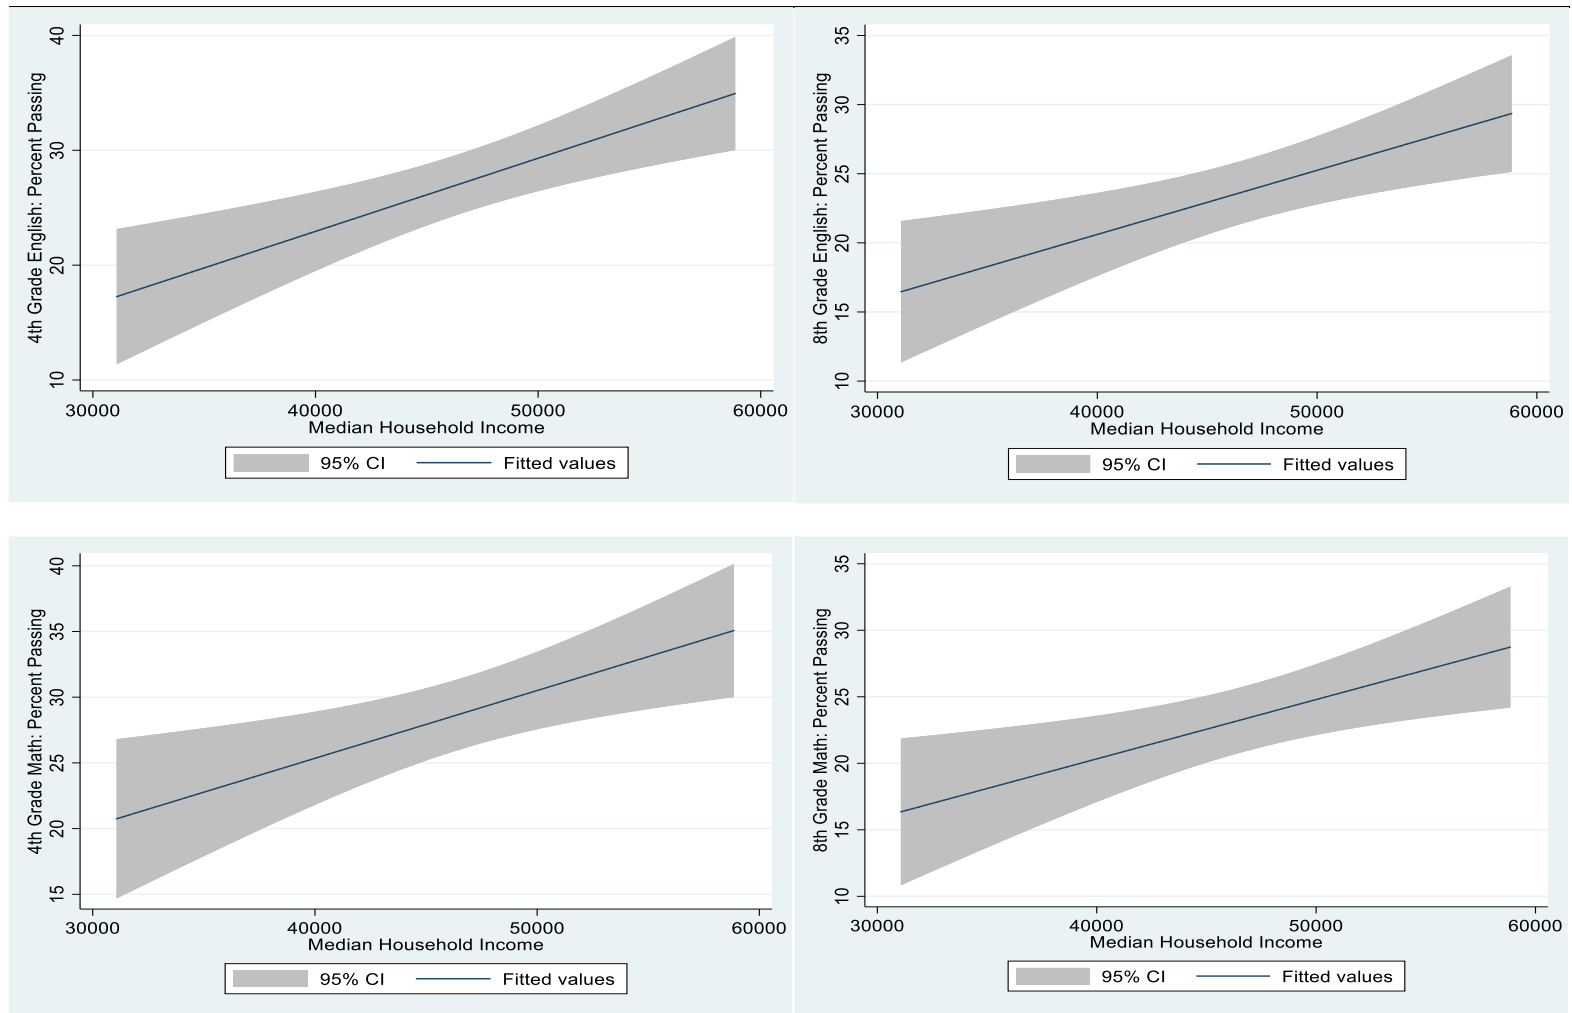 4th Grade English: Percent Passing
40
30
20
10
30000 40000 50000 60000
Median Household Income
95% CI Fitted values
8th Grade English: Percent Passing
35
30
25
20
15
10
30000 40000 50000 60000
Median Household Income
95% CI Fitted values
4th Grade Math: Percent Passing
40
35
30
25
20
15
30000 40000 50000 60000
Median Household Income
95% CI Fitted values
8th Grade Math: Percent Passing
35
30
25
20
15
10
30000 40000 50000 60000
Median Household Income
95% CI Fitted values